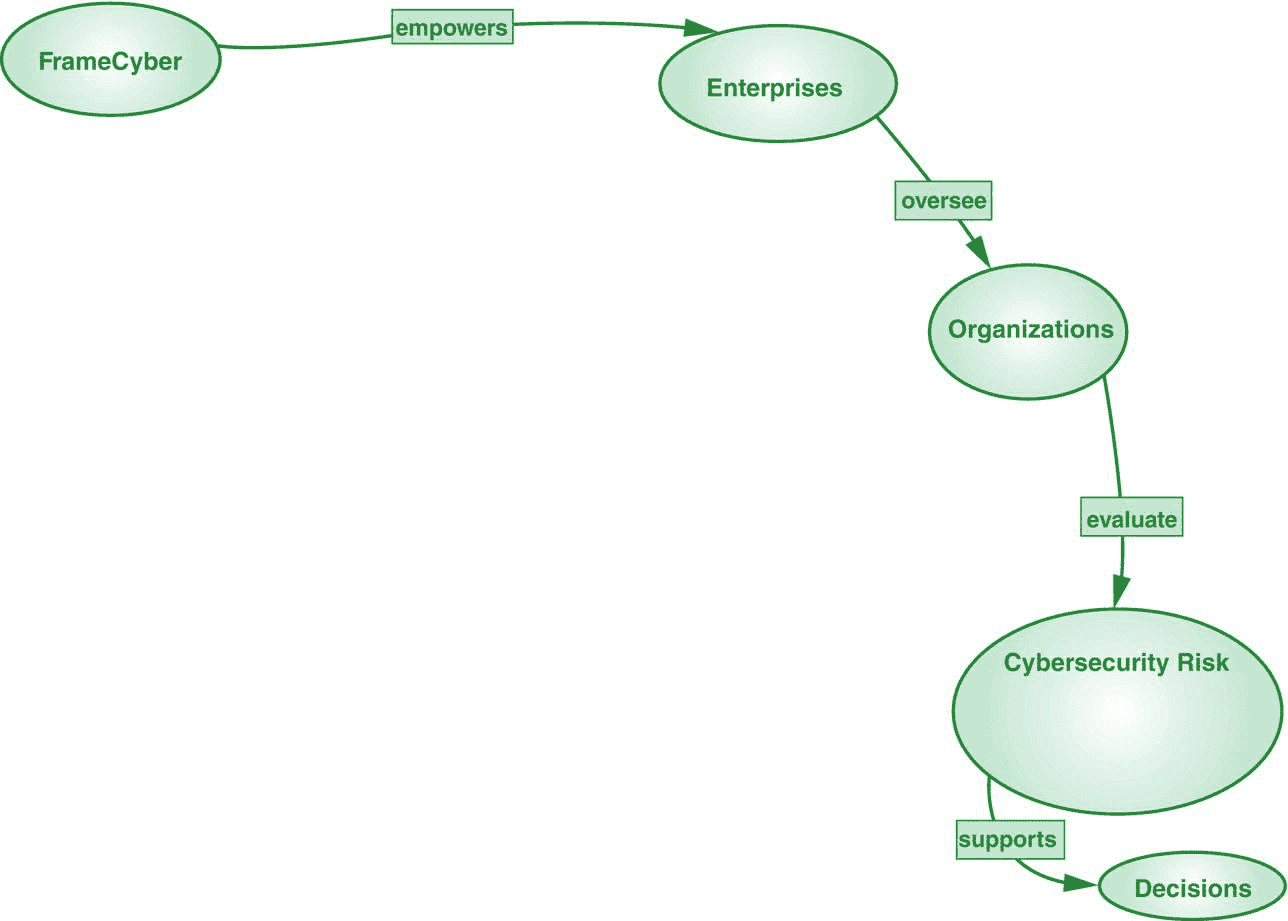 FrameCyber
empowers
Enterprises
oversee
Organizations
evaluate
Cybersecurity Risk
supports
Decisions